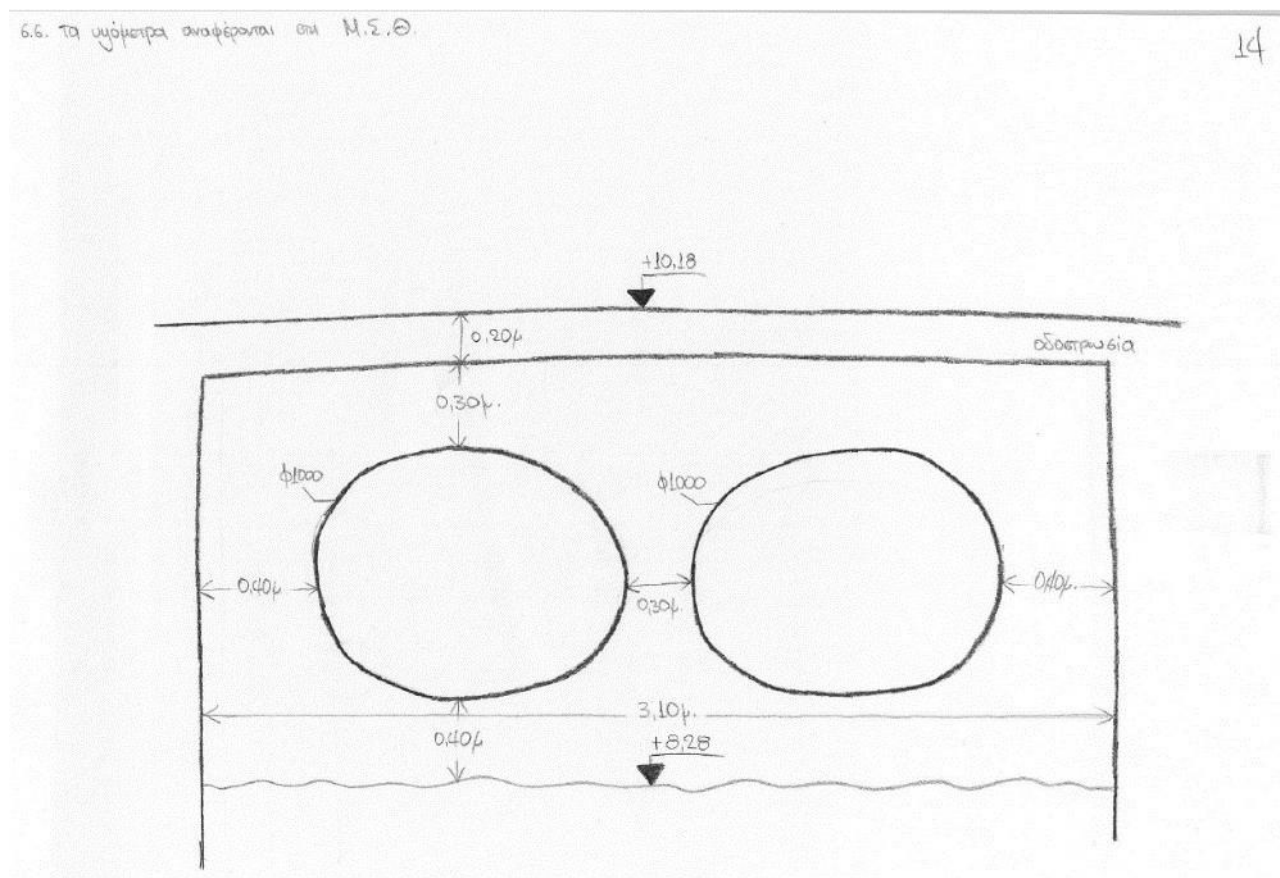 6.6. τα υψόμετρα αναφέρονται στη Μ.Σ.Θ.
14
+10,18
0,20μ
οδοστρωσία
0,30μ.
φ1000
φ1000
0,40μ
0,30μ.
0,40μ.
3,10μ.
0,40μ
+8,28